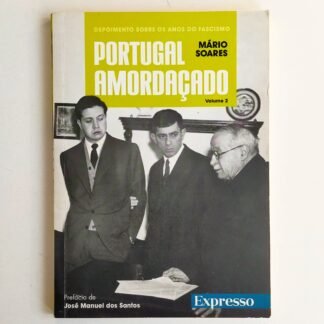 DEPOIMENTO SOBRE OS ANOS DO FASCISMO
PORTUGAL
AMORDAÇADO
MÁRIO
SOARES
Volume 2
Prefácio de
José Manuel dos Santos
Expresso